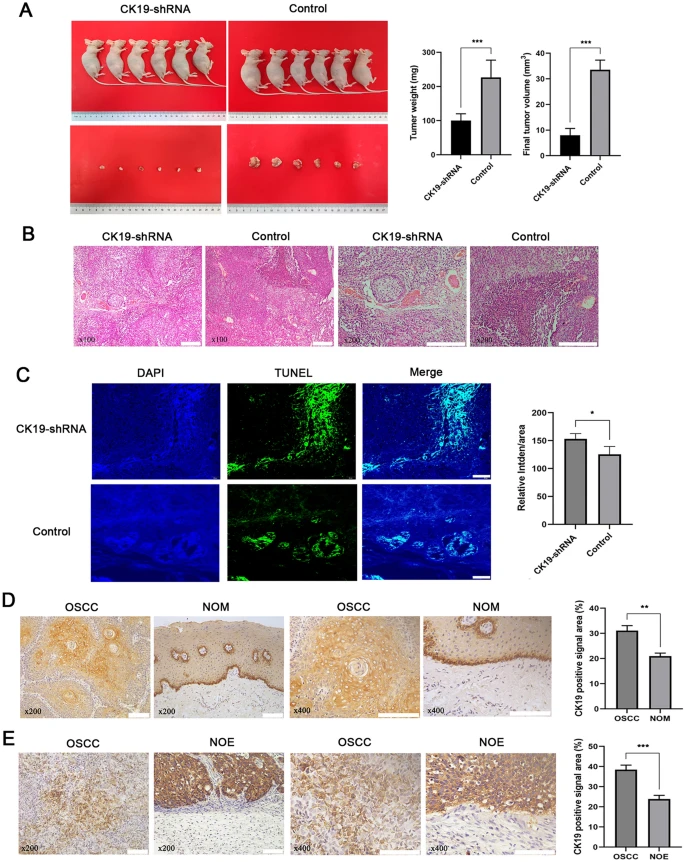 A
CK19-shRNA
Control
Tumer weight (mg)
300
200
100
0
***
CK19-shRNA
Control
Final tumor volume (mm3)
40
30
20
10
0
***
CK19-shRNA
Control
B
CK19-shRNA
Control
CK19-shRNA
Control
x100
x100
x200
x200
C
DAPI
TUNEL
Merge
CK19-shRNA
Control
Relative Intden/area
200
150
100
50
0
*
CK19-shRNA
Control
D
OSCC
NOM
OSCC
NOM
x200
x200
x400
x400
CK19 positive signal area (%)
40
30
20
10
0
**
OSCC
NOM
E
OSCC
NOE
OSCC
NOE
x200
x200
x400
x400
CK19 positive signal area (%)
50
40
30
20
10
0
***
OSCC
NOE